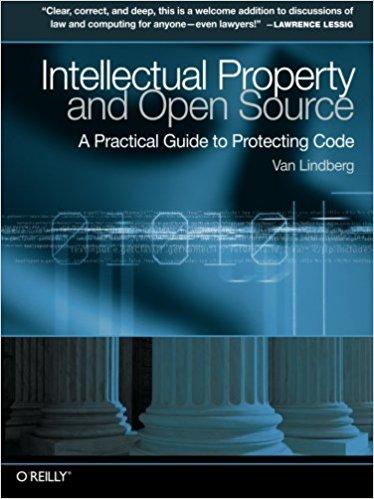 “Clear, correct, and deep, this is a welcome addition to discussions of
law and computing for anyone—even lawyers!” —LAWRENCE LESSIG
Intellectual Property
and Open Source
A Practical Guide to Protecting Code
Van Lindberg
O REILLY®